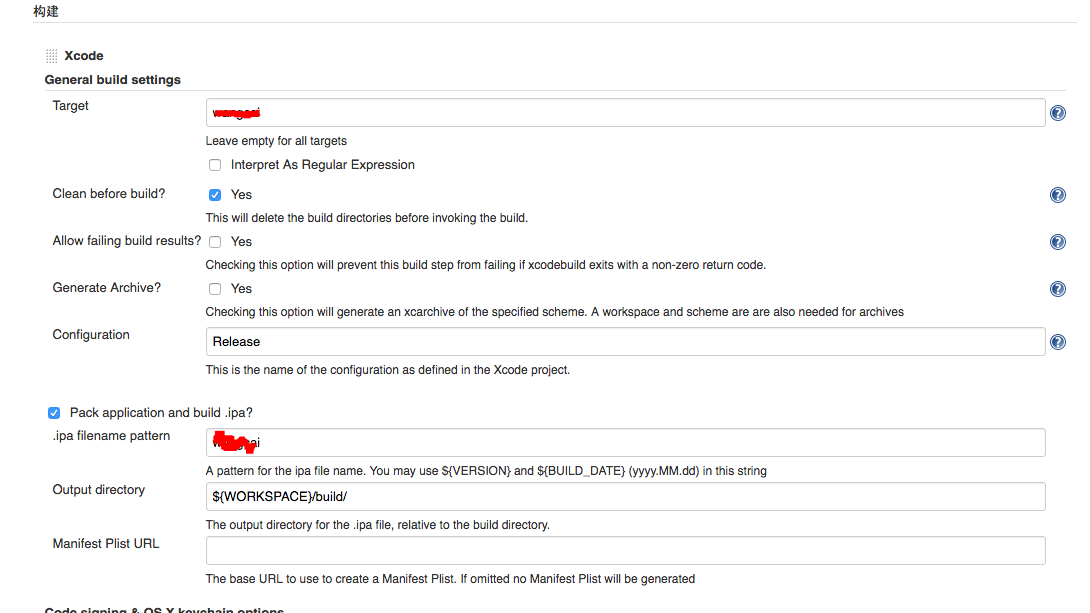 构建
Xcode
General build settings
Target
Leave empty for all targets
Interpret As Regular Expression
Clean before build?
Yes
This will delete the build directories before invoking the build.
Allow failing build results?
Yes
Checking this option will prevent this build step from failing if xcodebuild exits with a non-zero return code.
Generate Archive?
Yes
Checking this option will generate an xcarchive of the specified scheme. A workspace and scheme are are also needed for archives
Configuration
Release
This is the name of the configuration as defined in the Xcode project.
Pack application and build .ipa?
.ipa filename pattern
A pattern for the ipa file name. You may use ${VERSION} and ${BUILD_DATE} (yyyy.MM.dd) in this string
Output directory
${WORKSPACE}/build/
The output directory for the .ipa file, relative to the build directory.
Manifest Plist URL
The base URL to use to create a Manifest Plist. If omitted no Manifest Plist will be generated
Code signing & OS X keychain options